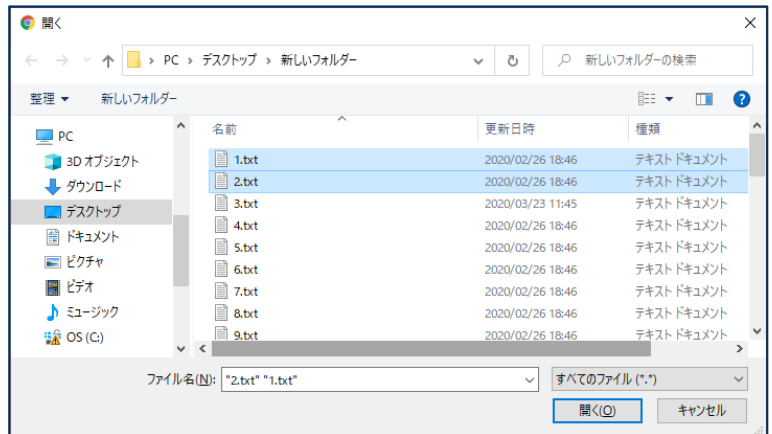 開く
PC › デスクトップ › 新しいフォルダー
新しいフォルダーの検索
整理 新しいフォルダー
名前 更新日時 種類
PC
3D オブジェクト
ダウンロード
デスクトップ
ドキュメント
ピクチャ
ビデオ
ミュージック
OS (C:)
1.txt 2020/02/26 18:46 テキスト ドキュメント
2.txt 2020/02/26 18:46 テキスト ドキュメント
3.txt 2020/03/23 11:45 テキスト ドキュメント
4.txt 2020/02/26 18:46 テキスト ドキュメント
5.txt 2020/02/26 18:46 テキスト ドキュメント
6.txt 2020/02/26 18:46 テキスト ドキュメント
7.txt 2020/02/26 18:46 テキスト ドキュメント
8.txt 2020/02/26 18:46 テキスト ドキュメント
9.txt 2020/02/26 18:46 テキスト ドキュメント
ファイル名(N): "2.txt" "1.txt" すべてのファイル (*.*)
開く(O) キャンセル